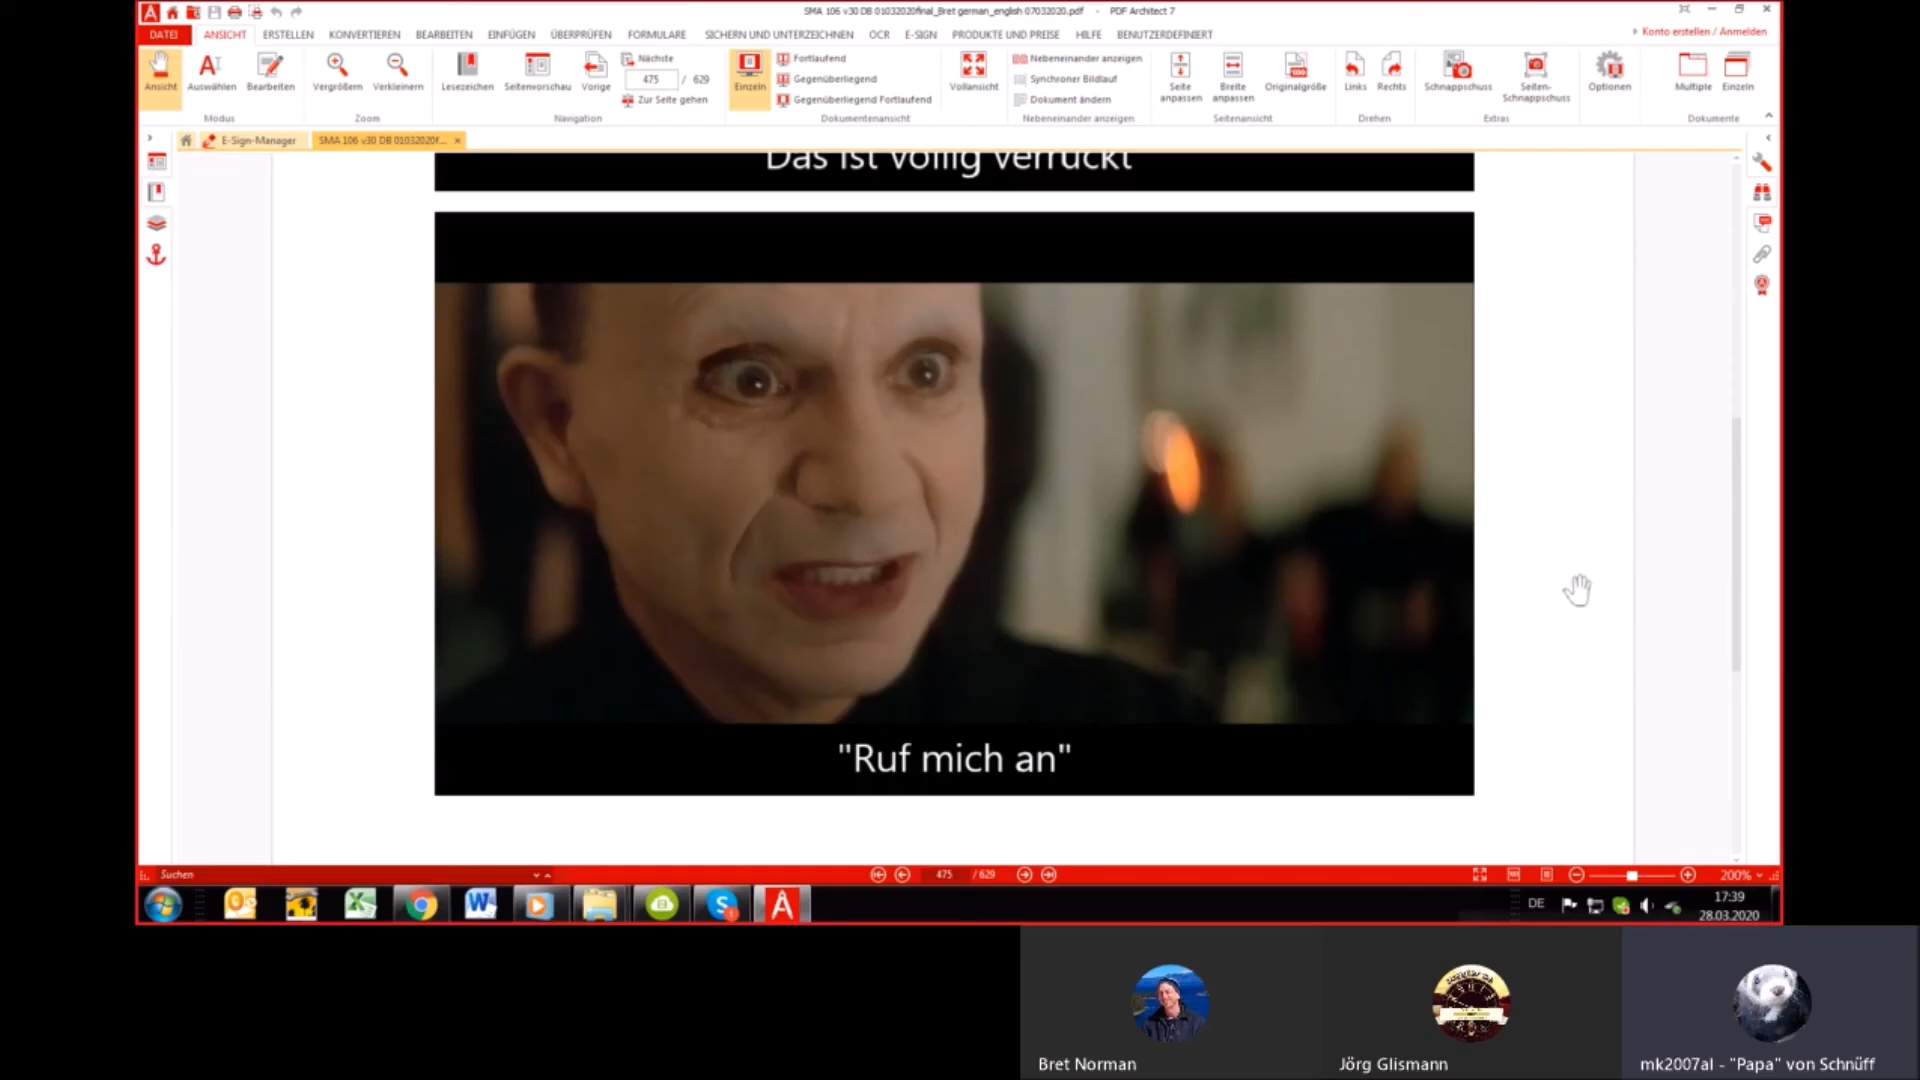 SMA 106 v30 DB 01032020final_Bret german_english 07032020.pdf - PDF Architect 7
DATEI ANSICHT ERSTELLEN KONVERTIEREN BEARBEITEN EINFÜGEN ÜBERPRÜFEN FORMULARE SICHERN UND UNTERZEICHNEN OCR E-SIGN PRODUKTE UND PREISE HILFE BENUTZERDEFINIERT Konto erstellen / Anmelden
Ansicht Auswählen Bearbeiten
Modus
Vergrößern Verkleinern
Zoom
Lesezeichen Seitenvorschau Vorige
Nächste
475 / 629
Zur Seite gehen
Navigation
Einzeln
Fortlaufend
Gegenüberliegend
Gegenüberliegend Fortlaufend
Vollansicht
Dokumentenansicht
Nebeneinander anzeigen
Synchroner Bildlauf
Dokument ändern
Nebeneinander anzeigen
Seite anpassen
Breite anpassen
Originalgröße
Seitenansicht
Links Rechts
Drehen
Schnappschuss
Seiten-Schnappschuss
Extras
Optionen
Multiple Einzeln
Dokumente
E-Sign-Manager SMA 106 v30 DB 01032020f...
Das ist völlig verrückt
"Ruf mich an"
Suchen 475 / 629 200%
DE 17:39
28.03.2020
Bret Norman Jörg Glismann mk2007al - "Papa" von Schnüff